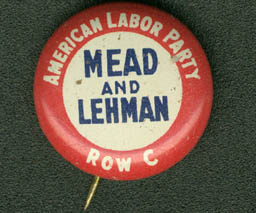 AMERICAN LABOR PARTY
MEAD
AND
LEHMAN
ROW C